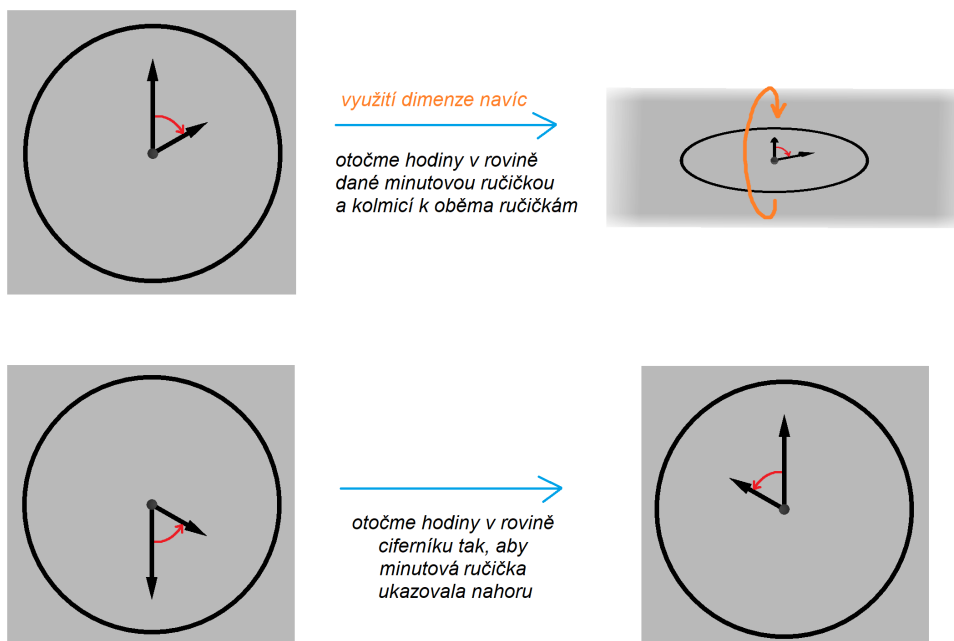 využití dimenze navíc
otočme hodiny v rovině
dané minutovou ručičkou
a kolmicí k oběma ručičkám
otočme hodiny v rovině
ciferníku tak, aby
minutová ručička
ukazovala nahoru